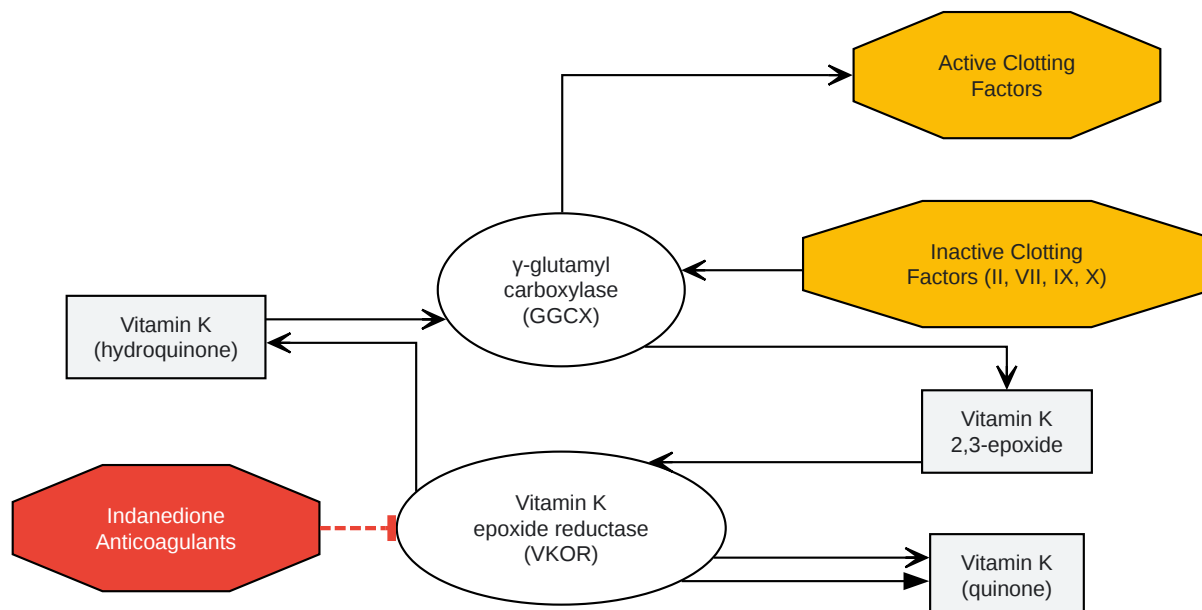 Active Clotting
Factors
γ-glutamyl
carboxylase
(GGCX)
Inactive Clotting
Factors (II, VII, IX, X)
Vitamin K
(hydroquinone)
Vitamin K
2,3-epoxide
Indanedione
Anticoagulants
Vitamin K
epoxide reductase
(VKOR)
Vitamin K
(quinone)